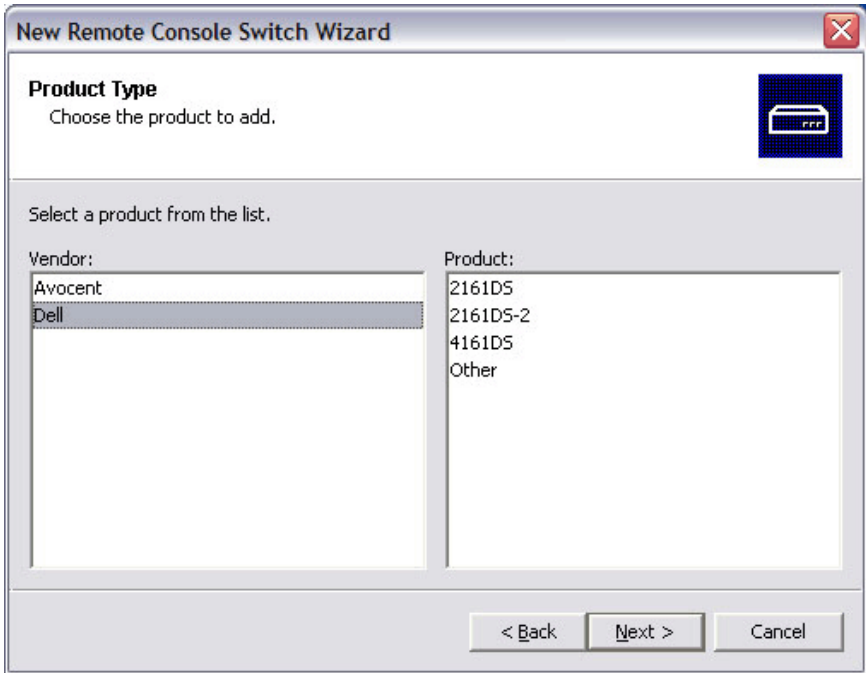 New Remote Console Switch Wizard
Product Type
Choose the product to add.
Select a product from the list.
Vendor:
Avocent
Dell
Product:
2161DS
2161DS-2
4161DS
Other
< Back
Next >
Cancel